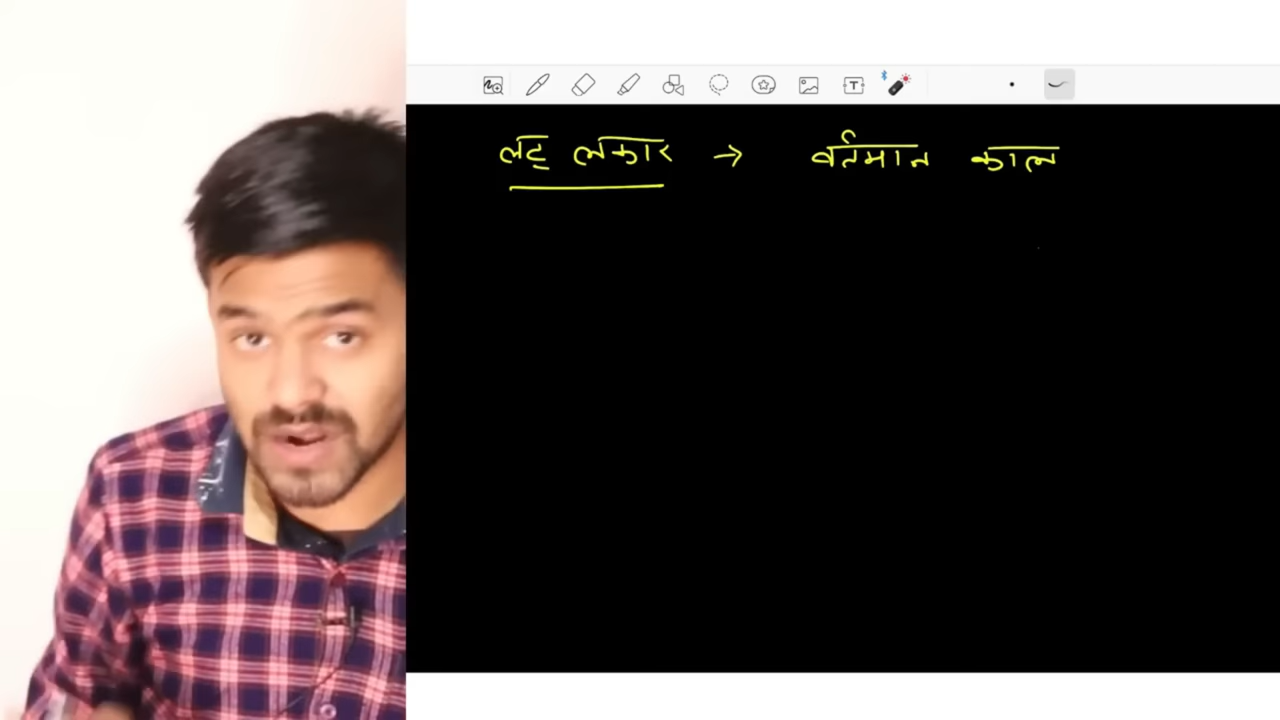 लट् लकार → वर्तमान काल